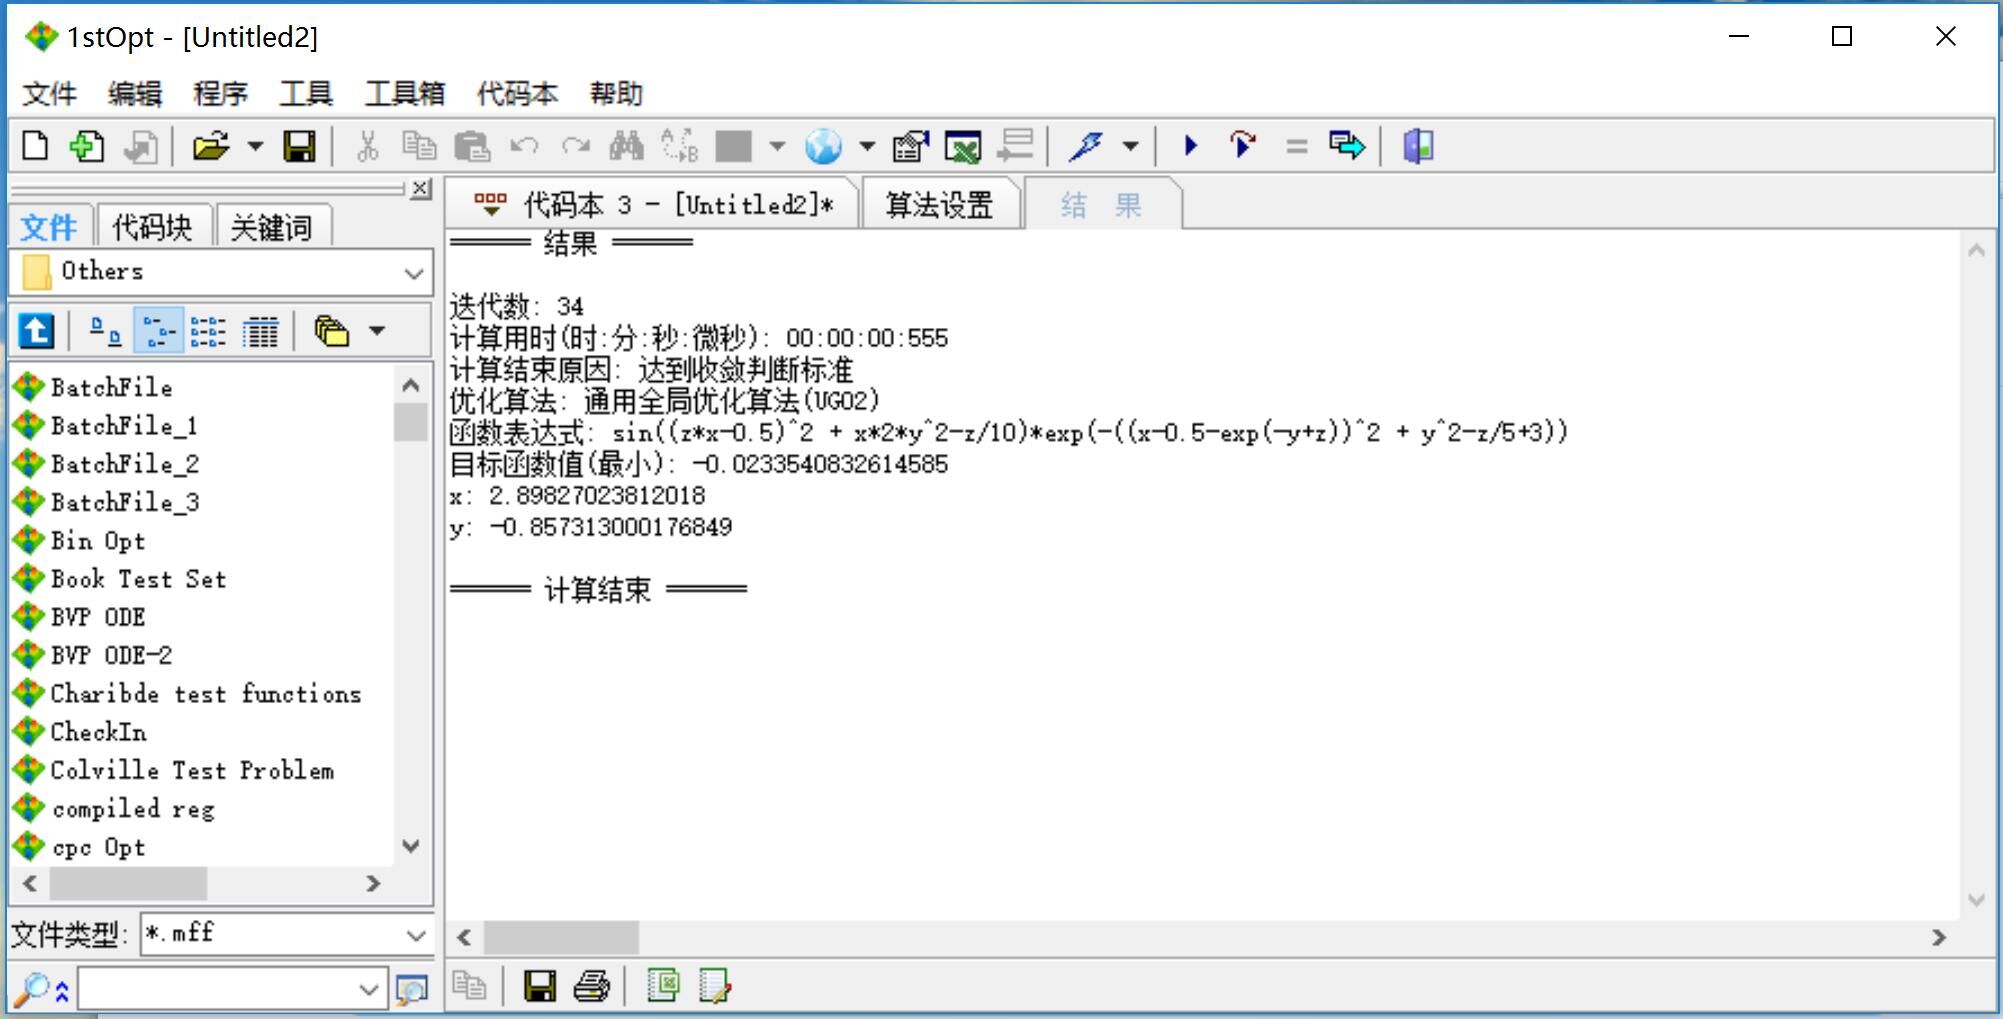 1stOpt - [Untitled2]
文件 编辑 程序 工具 工具箱 代码本 帮助
文件 代码块 关键词
Others
BatchFile
BatchFile_1
BatchFile_2
BatchFile_3
Bin Opt
Book Test Set
BVP ODE
BVP ODE-2
Charibde test functions
CheckIn
Colville Test Problem
compiled reg
cpc Opt
文件类型: *.mff
代码本 3 - [Untitled2]* 算法设置 结 果
═════ 结果 ═════
迭代数: 34
计算用时(时:分:秒:微秒): 00:00:00:555
计算结束原因: 达到收敛判断标准
优化算法: 通用全局优化算法(UGO2)
函数表达式: sin((z*x-0.5)^2 + x*2*y^2-z/10)*exp(-((x-0.5-exp(-y+z))^2 + y^2-z/5+3))
目标函数值(最小): -0.0233540832614585
x: 2.89827023812018
y: -0.857313000176849
═════ 计算结束 ═════